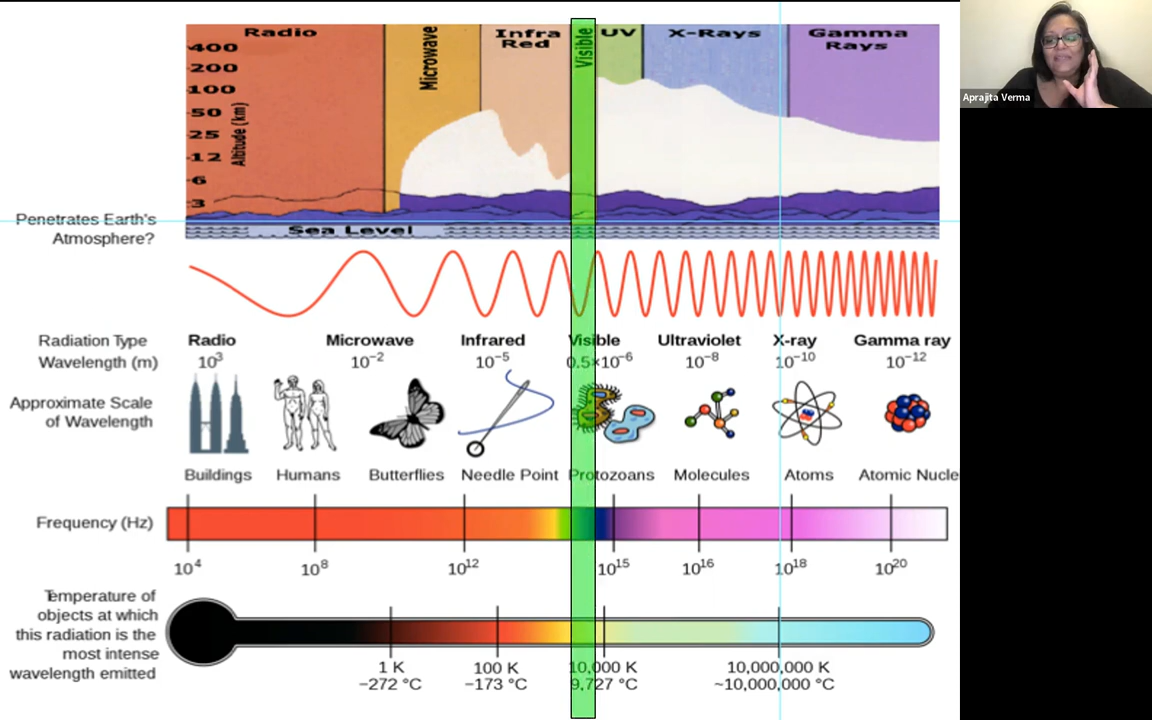 Radio
Microwave
Infra
Red
Visible
UV
X-Rays
Gamma
Rays
400
200
100
50
25
12
6
3
Altitude (km)
Sea Level
Penetrates Earth's
Atmosphere?
Radiation Type
Radio
Microwave
Infrared
Visible
Ultraviolet
X-ray
Gamma ray
Wavelength (m)
10³
10⁻²
10⁻⁵
0.5×10⁻⁶
10⁻⁸
10⁻¹⁰
10⁻¹²
Approximate Scale
of Wavelength
Buildings
Humans
Butterflies
Needle Point
Protozoans
Molecules
Atoms
Atomic Nucle
Frequency (Hz)
10⁴
10⁸
10¹²
10¹⁵
10¹⁶
10¹⁸
10²⁰
Temperature of
objects at which
this radiation is the
most intense
wavelength emitted
1 K
−272 °C
100 K
−173 °C
10,000 K
9,727 °C
10,000,000 K
~10,000,000 °C
Aprajita Verma